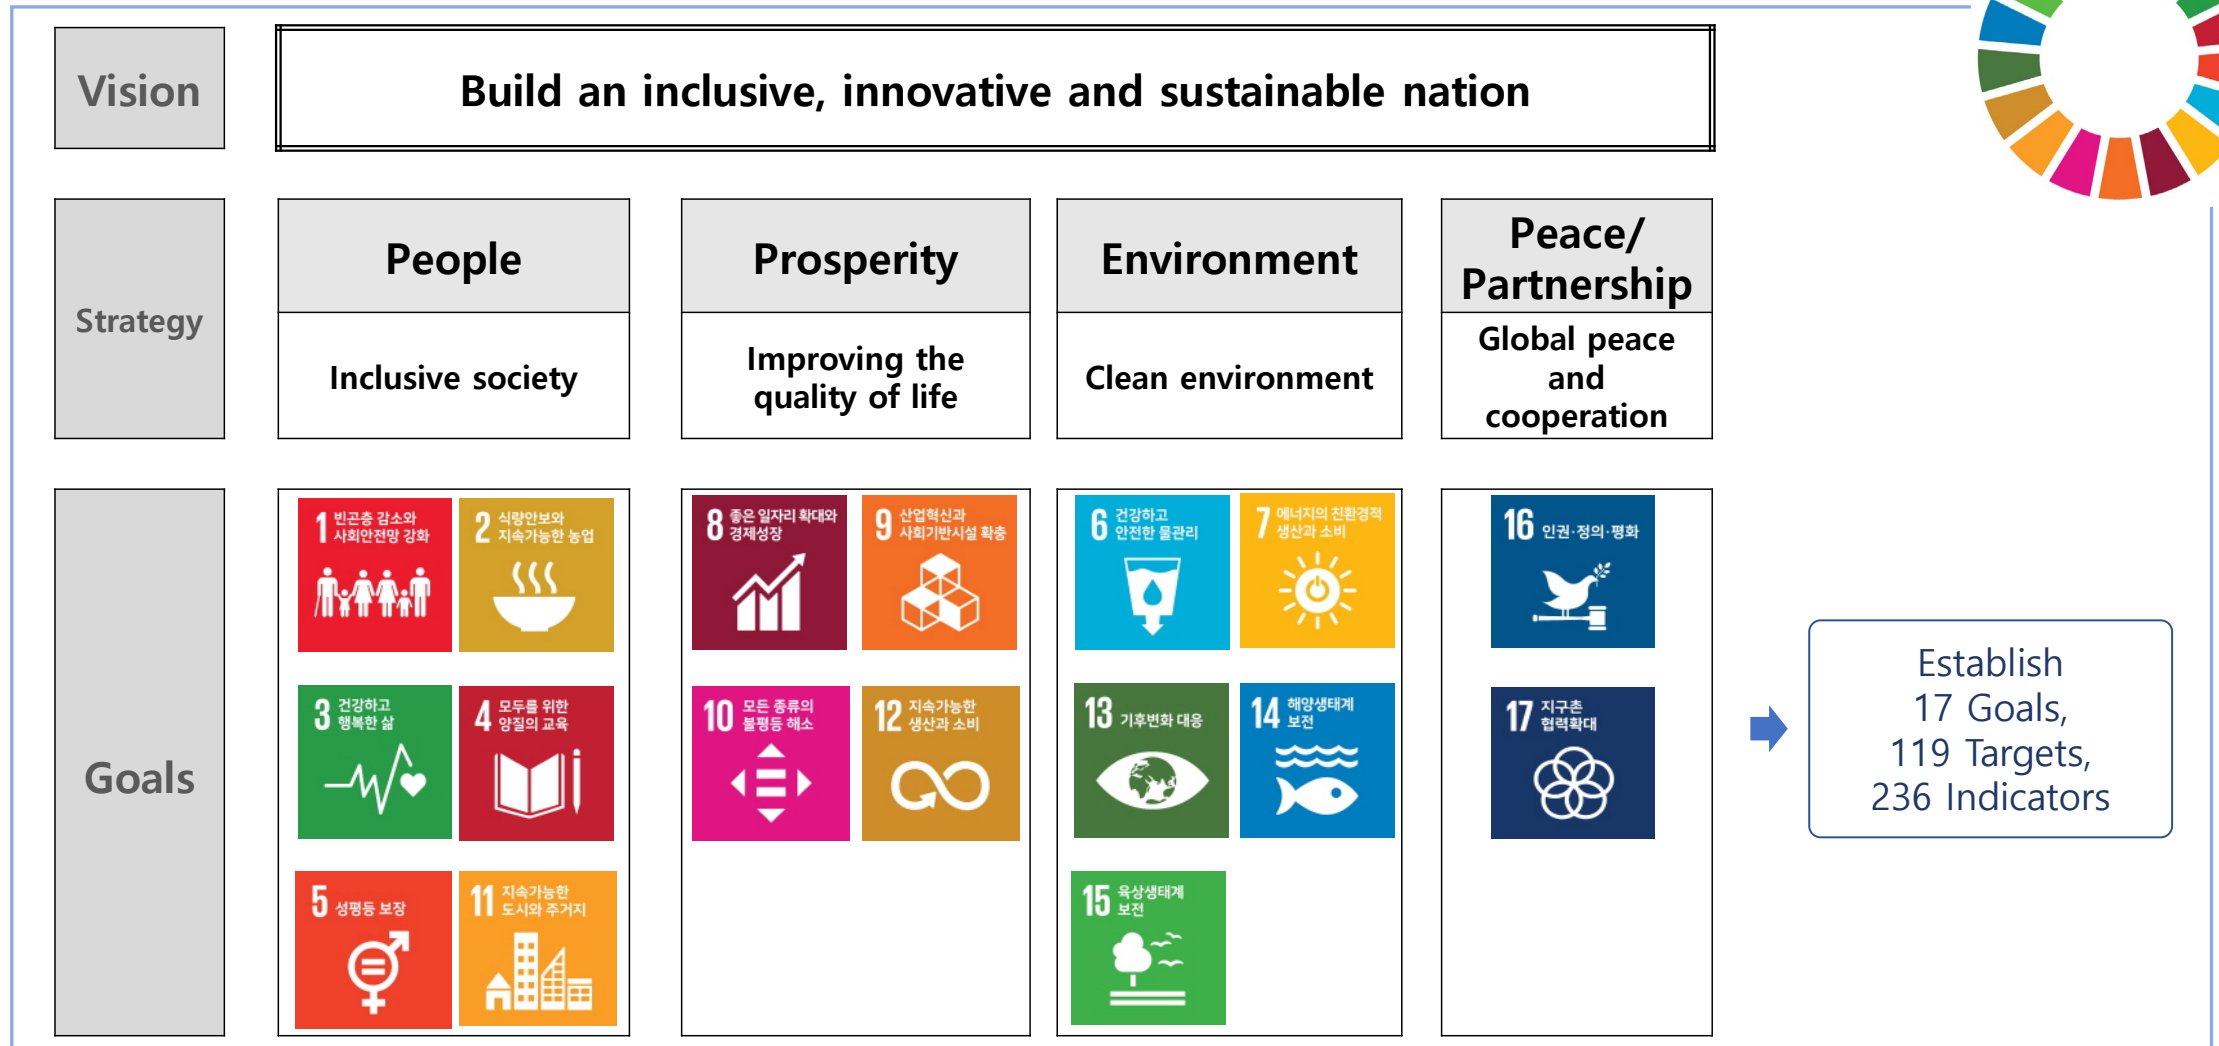 Vision
Build an inclusive, innovative and sustainable nation
Strategy
People
Inclusive society
Prosperity
Improving the
quality of life
Environment
Clean environment
Peace/
Partnership
Global peace
and
cooperation
Goals
1 빈곤층 감소와
사회안전망 강화
2 식량안보와
지속가능한 농업
3 건강하고
행복한 삶
4 모두를 위한
양질의 교육
5 성평등 보장
11 지속가능한
도시와 주거지
8 좋은 일자리 확대와
경제성장
9 산업혁신과
사회기반시설 확충
10 모든 종류의
불평등 해소
12 지속가능한
생산과 소비
6 건강하고
안전한 물관리
7 에너지의 친환경적
생산과 소비
13 기후변화 대응
14 해양생태계
보전
15 육상생태계
보전
16 인권·정의·평화
17 지구촌
협력확대
Establish
17 Goals,
119 Targets,
236 Indicators